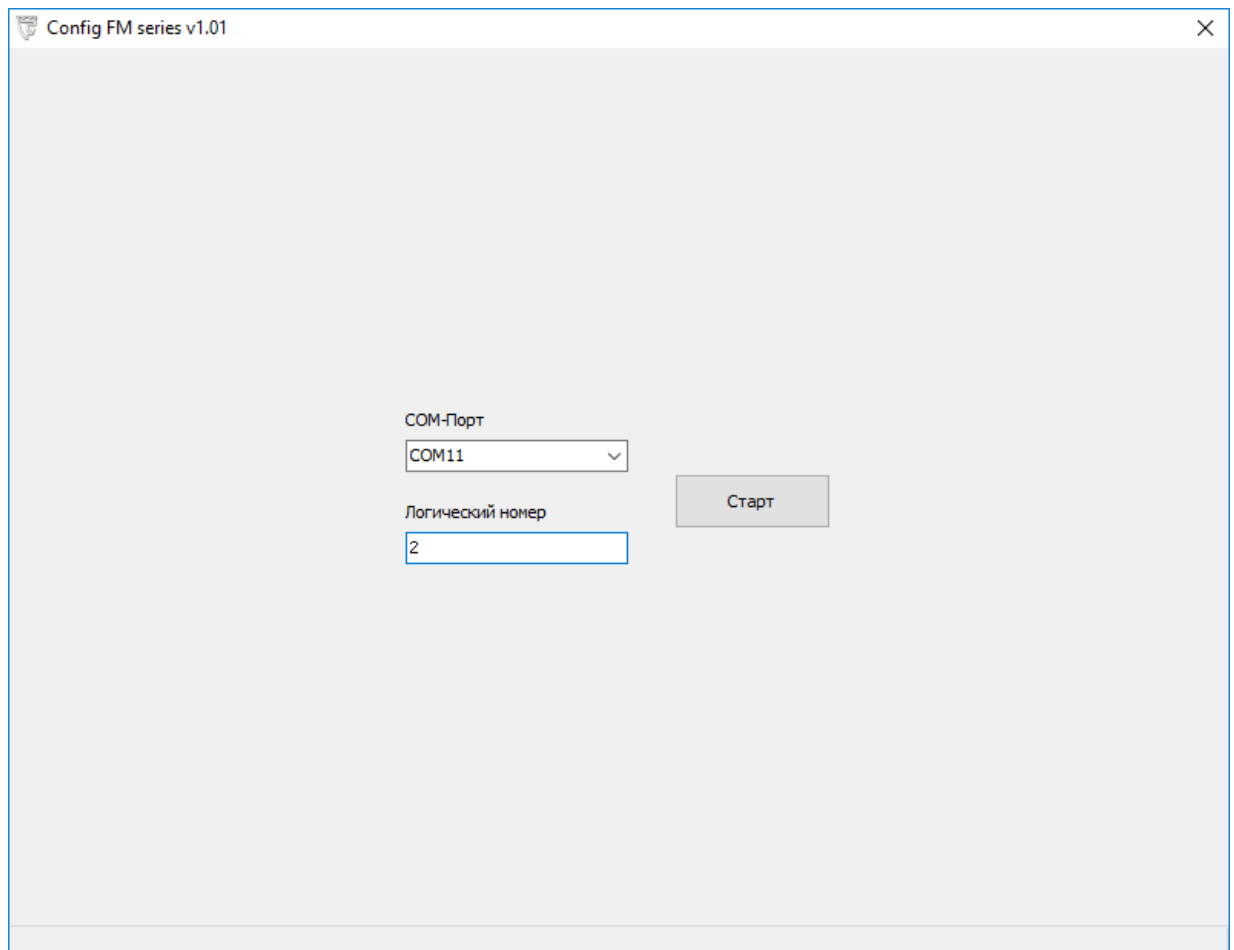 Config FM series v1.01
COM-Порт
COM11
Старт
Логический номер
2